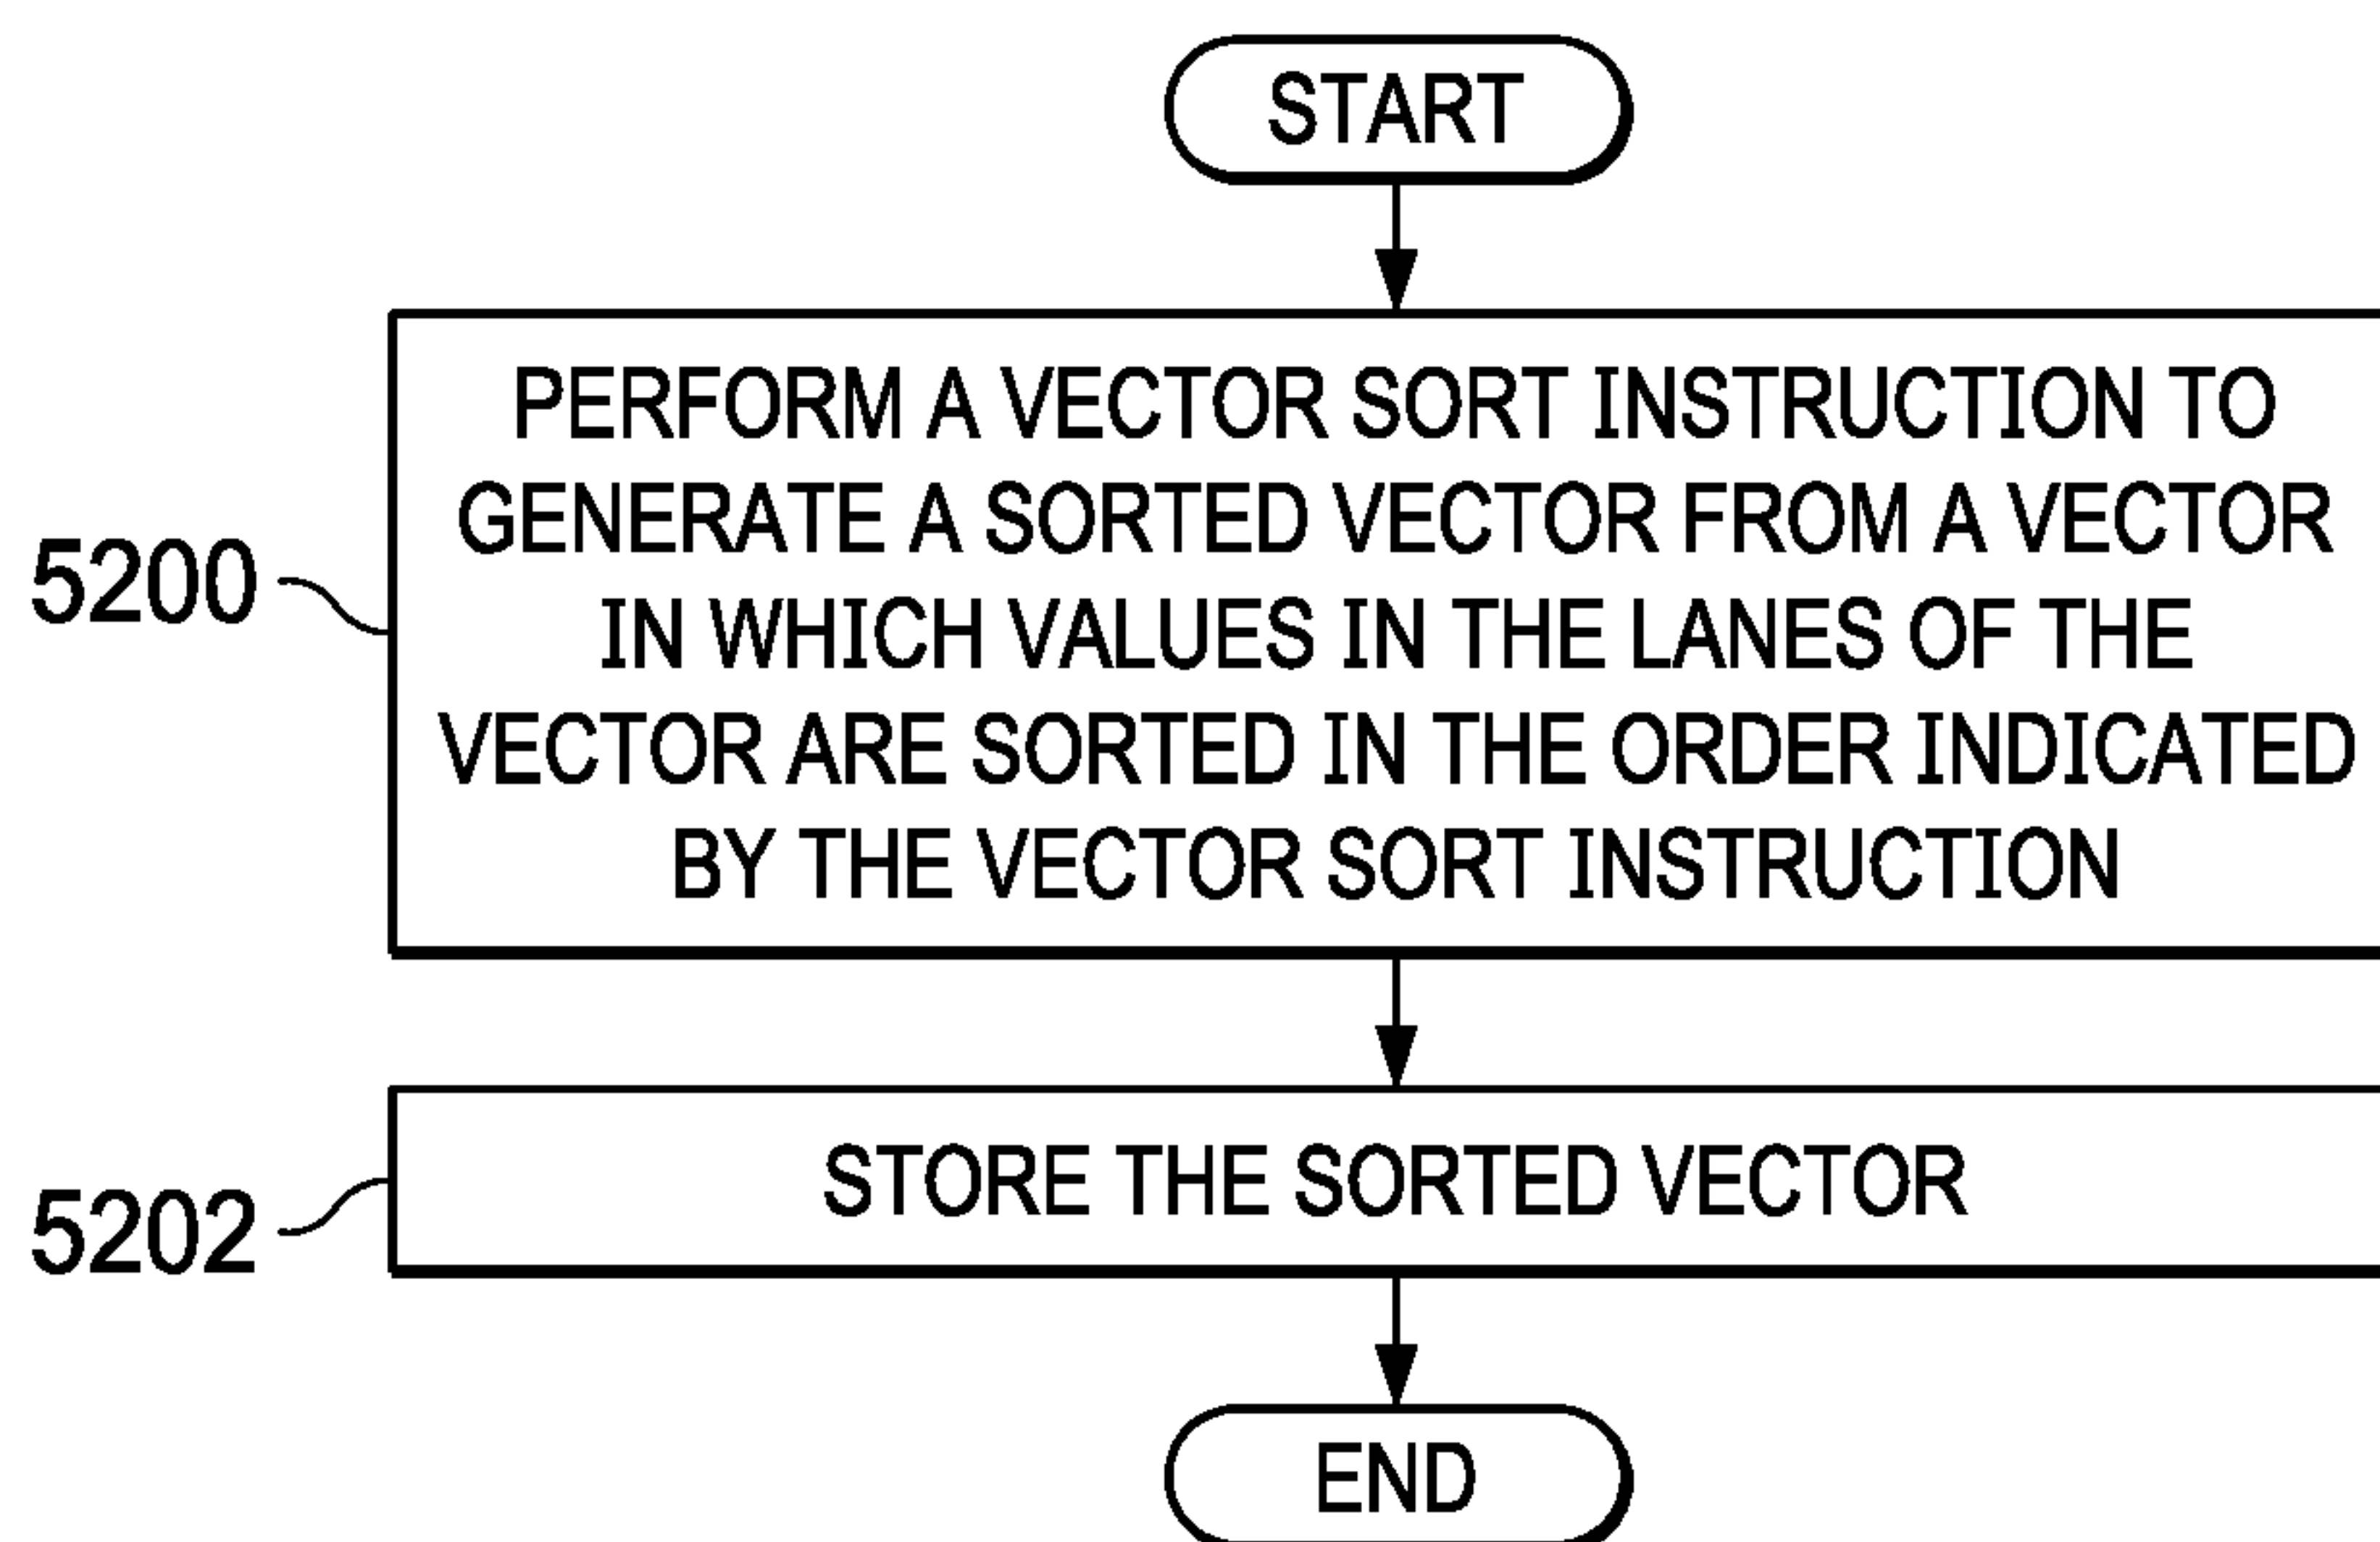 START
PERFORM A VECTOR SORT INSTRUCTION TO
GENERATE A SORTED VECTOR FROM A VECTOR
IN WHICH VALUES IN THE LANES OF THE
VECTOR ARE SORTED IN THE ORDER INDICATED
BY THE VECTOR SORT INSTRUCTION
5200
STORE THE SORTED VECTOR
5202
END